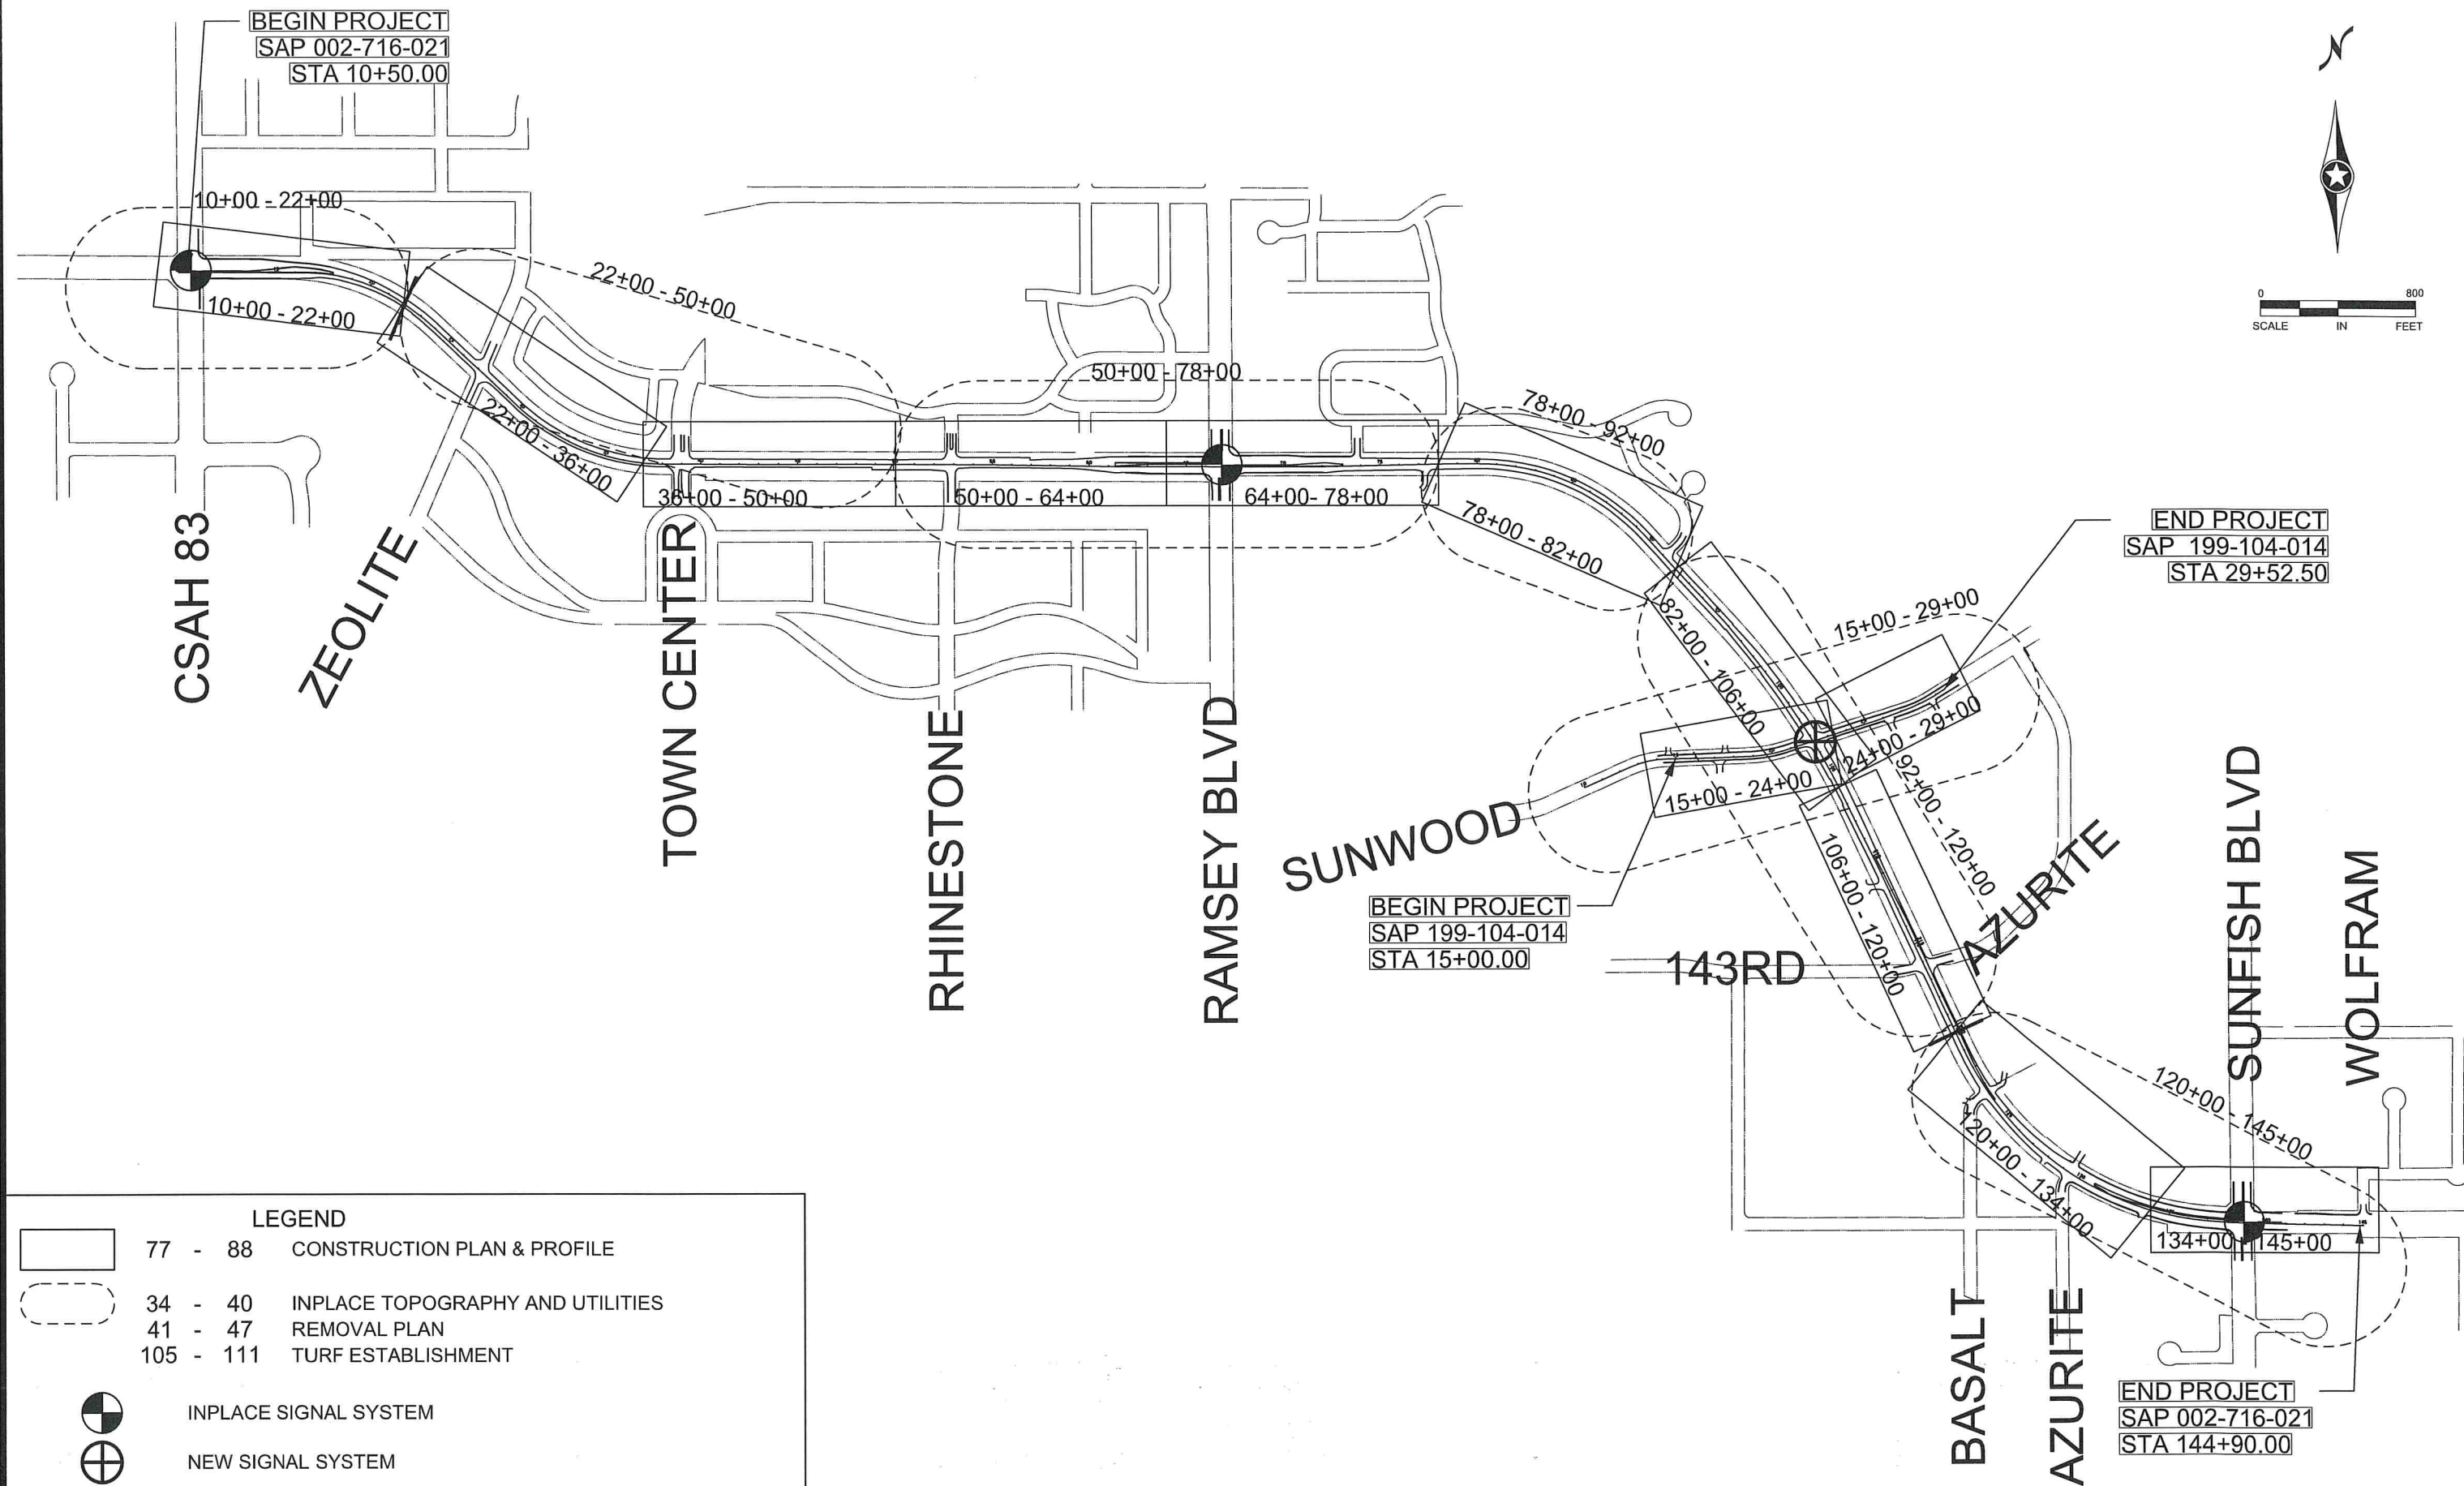 BEGIN PROJECT
SAP 002-716-021
STA 10+50.00
N
0 800
SCALE IN FEET
10+00 - 22+00
10+00 - 22+00
22+00 - 50+00
22+00 - 36+00
50+00 - 78+00
36+00 - 50+00
50+00 - 64+00
64+00- 78+00
78+00 - 92+00
78+00 - 82+00
END PROJECT
SAP 199-104-014
STA 29+52.50
82+00 - 106+00
15+00 - 29+00
24+00 - 29+00
15+00 - 24+00
92+00 - 120+00
106+00 - 120+00
CSAH 83
ZEOLITE
TOWN CENTER
RHINESTONE
RAMSEY BLVD
SUNWOOD
BEGIN PROJECT
SAP 199-104-014
STA 15+00.00
143RD
AZURITE
SUNFISH BLVD
WOLFRAM
120+00 - 145+00
120+00 - 134+00
134+00 - 145+00
BASALT
AZURITE
END PROJECT
SAP 002-716-021
STA 144+90.00
LEGEND
77 - 88 CONSTRUCTION PLAN & PROFILE
34 - 40 INPLACE TOPOGRAPHY AND UTILITIES
41 - 47 REMOVAL PLAN
105 - 111 TURF ESTABLISHMENT
INPLACE SIGNAL SYSTEM
NEW SIGNAL SYSTEM